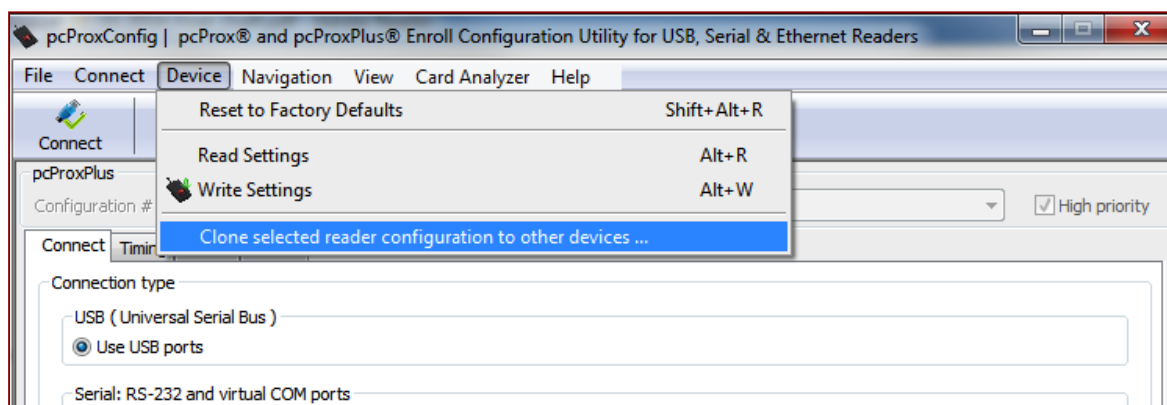 pcProxConfig | pcProx® and pcProxPlus® Enroll Configuration Utility for USB, Serial & Ethernet Readers
File Connect Device Navigation View Card Analyzer Help
Reset to Factory Defaults Shift+Alt+R
Connect
Read Settings Alt+R
pcProxPlus
Write Settings Alt+W
Configuration # High priority
Clone selected reader configuration to other devices ...
Connect
Connection type
USB ( Universal Serial Bus )
Use USB ports
Serial: RS-232 and virtual COM ports